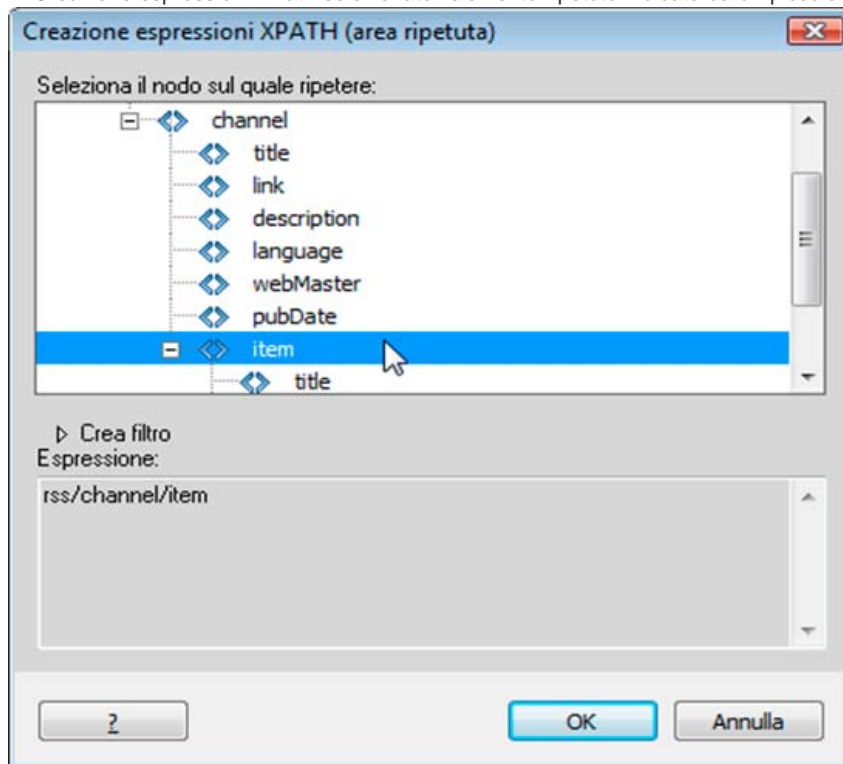 Creazione espressioni XPATH (area ripetuta)
Seleziona il nodo sul quale ripetere:
channel
title
link
description
language
webMaster
pubDate
item
title
Crea filtro
Espressione:
rss/channel/item
?
OK
Annulla